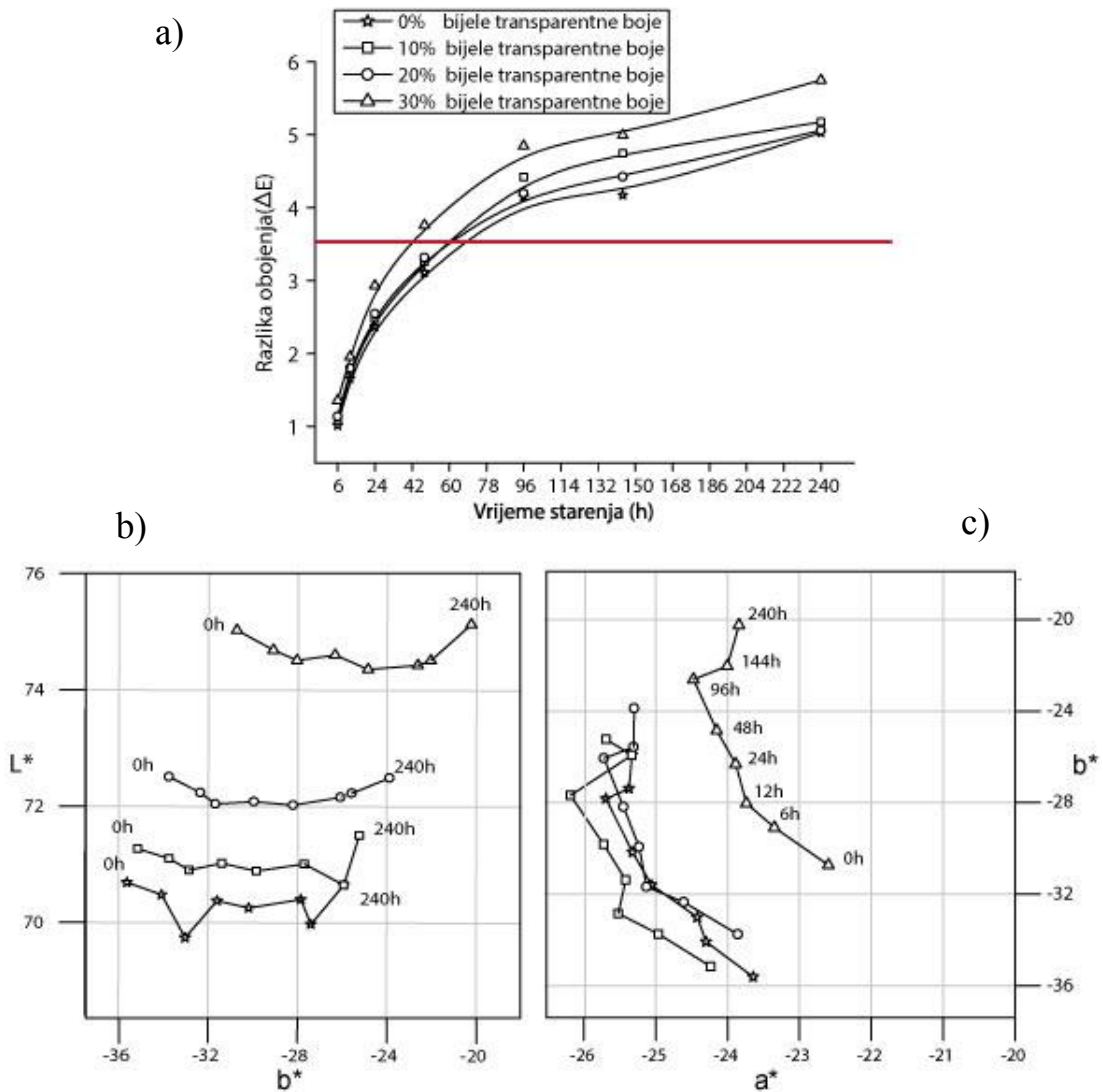 a)
0% bijele transparentne boje
10% bijele transparentne boje
20% bijele transparentne boje
30% bijele transparentne boje
Razlika obojenja(ΔE)
6
5
4
3
2
1
6 24 42 60 78 96 114 132 150 168 186 204 222 240
Vrijeme starenja (h)
b)
76
74
72
70
L*
0h
240h
0h
240h
0h
240h
0h
240h
-36 -32 -28 -24 -20
b*
c)
240h
144h
96h
48h
24h
12h
6h
0h
-20
-24
-28
-32
-36
b*
-26 -25 -24 -23 -22 -21 -20
a*